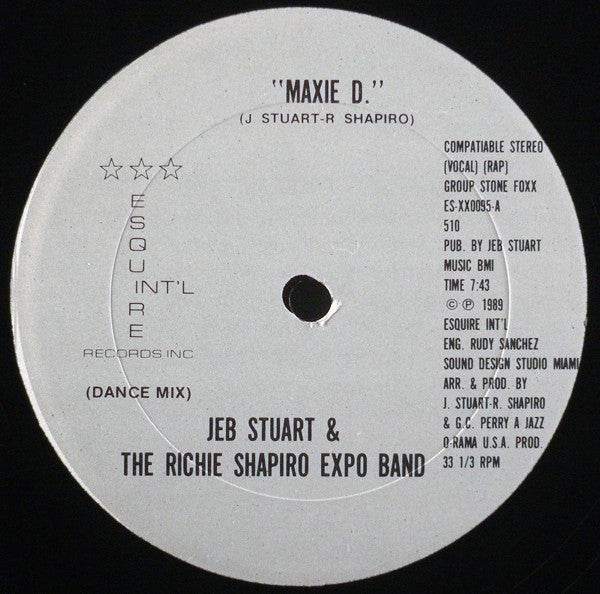 "MAXIE D."
(J STUART-R SHAPIRO)
ESQUIRE
INT'L
RECORDS INC.
(DANCE MIX)
COMPATIABLE STEREO
(VOCAL) (RAP)
GROUP STONE FOXX
ES-XX0095-A
510
PUB. BY JEB STUART
MUSIC BMI
TIME 7:43
© ℗ 1989
ESQUIRE INT'L
ENG. RUDY SANCHEZ
SOUND DESIGN STUDIO MIAMI
ARR. & PROD. BY
J. STUART-R. SHAPIRO
& G.C. PERRY A JAZZ
O-RAMA U.S.A. PROD.
33 1/3 RPM
JEB STUART &
THE RICHIE SHAPIRO EXPO BAND